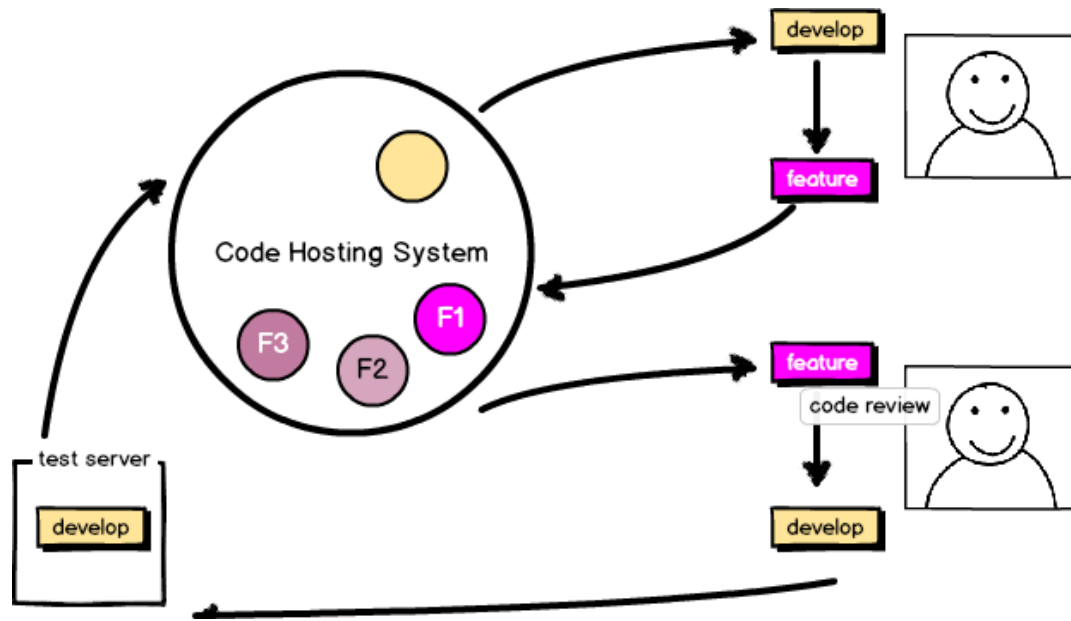 develop
feature
Code Hosting System
F1
F3
F2
feature
code review
test server
develop
develop